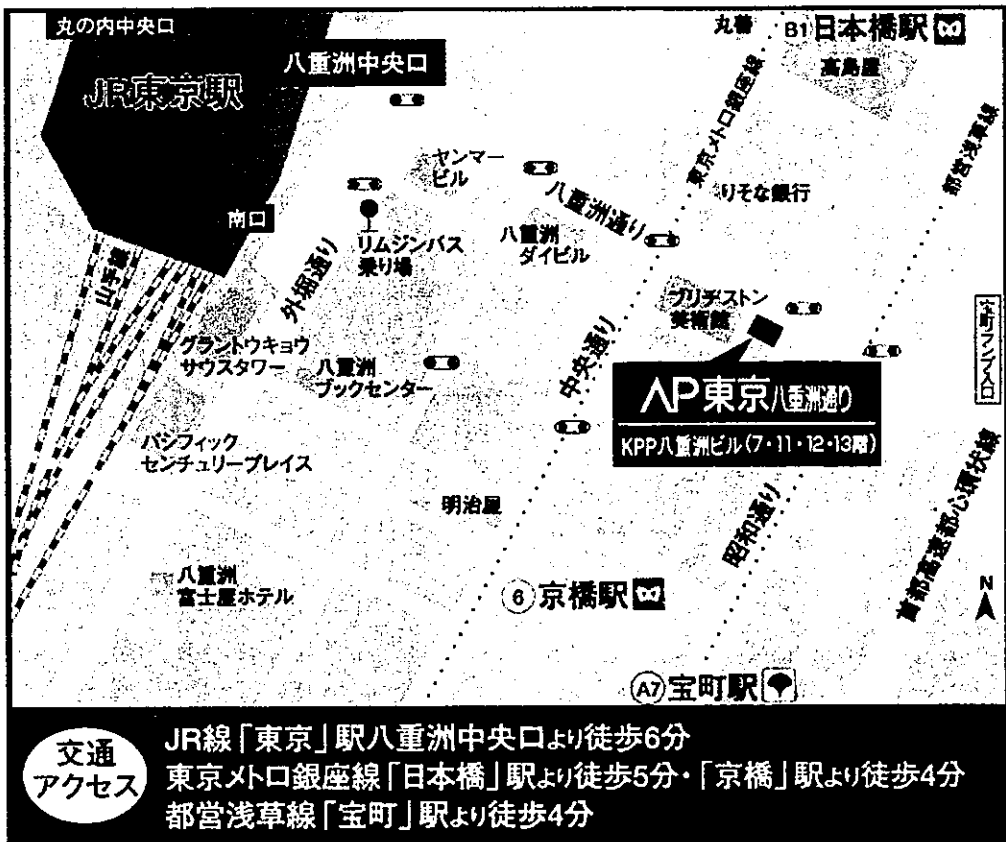 丸の内中央口
JR東京駅
八重洲中央口
丸善
B1 日本橋駅
髙島屋
東京メトロ銀座線
都営浅草線
ヤンマー
ビル
八重洲通り
りそな銀行
南口
リムジンバス
乗り場
八重洲
ダイビル
山手線
外堀通り
ブリヂストン
美術館
宝町ランプ入口
グラントウキョウ
サウスタワー
八重洲
ブックセンター
中央通り
AP東京八重洲通り
KPP八重洲ビル(7・11・12・13階)
パシフィック
センチュリープレイス
明治屋
昭和通り
首都高速都心環状線
八重洲
富士屋ホテル
6 京橋駅
N
A7 宝町駅
交通
アクセス
JR線「東京」駅八重洲中央口より徒歩6分
東京メトロ銀座線「日本橋」駅より徒歩5分・「京橋」駅より徒歩4分
都営浅草線「宝町」駅より徒歩4分